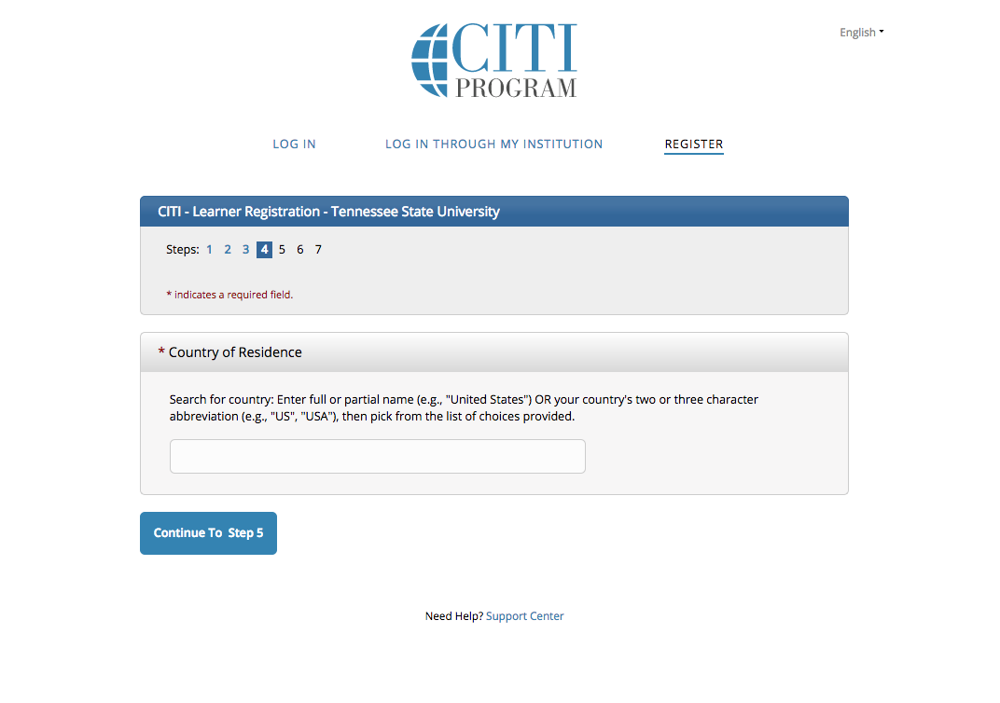 CITI
PROGRAM
English
LOG IN LOG IN THROUGH MY INSTITUTION REGISTER
CITI - Learner Registration - Tennessee State University
Steps: 1 2 3 4 5 6 7
* indicates a required field.
* Country of Residence
Search for country: Enter full or partial name (e.g., "United States") OR your country's two or three character
abbreviation (e.g., "US", "USA"), then pick from the list of choices provided.
Continue To Step 5
Need Help? Support Center